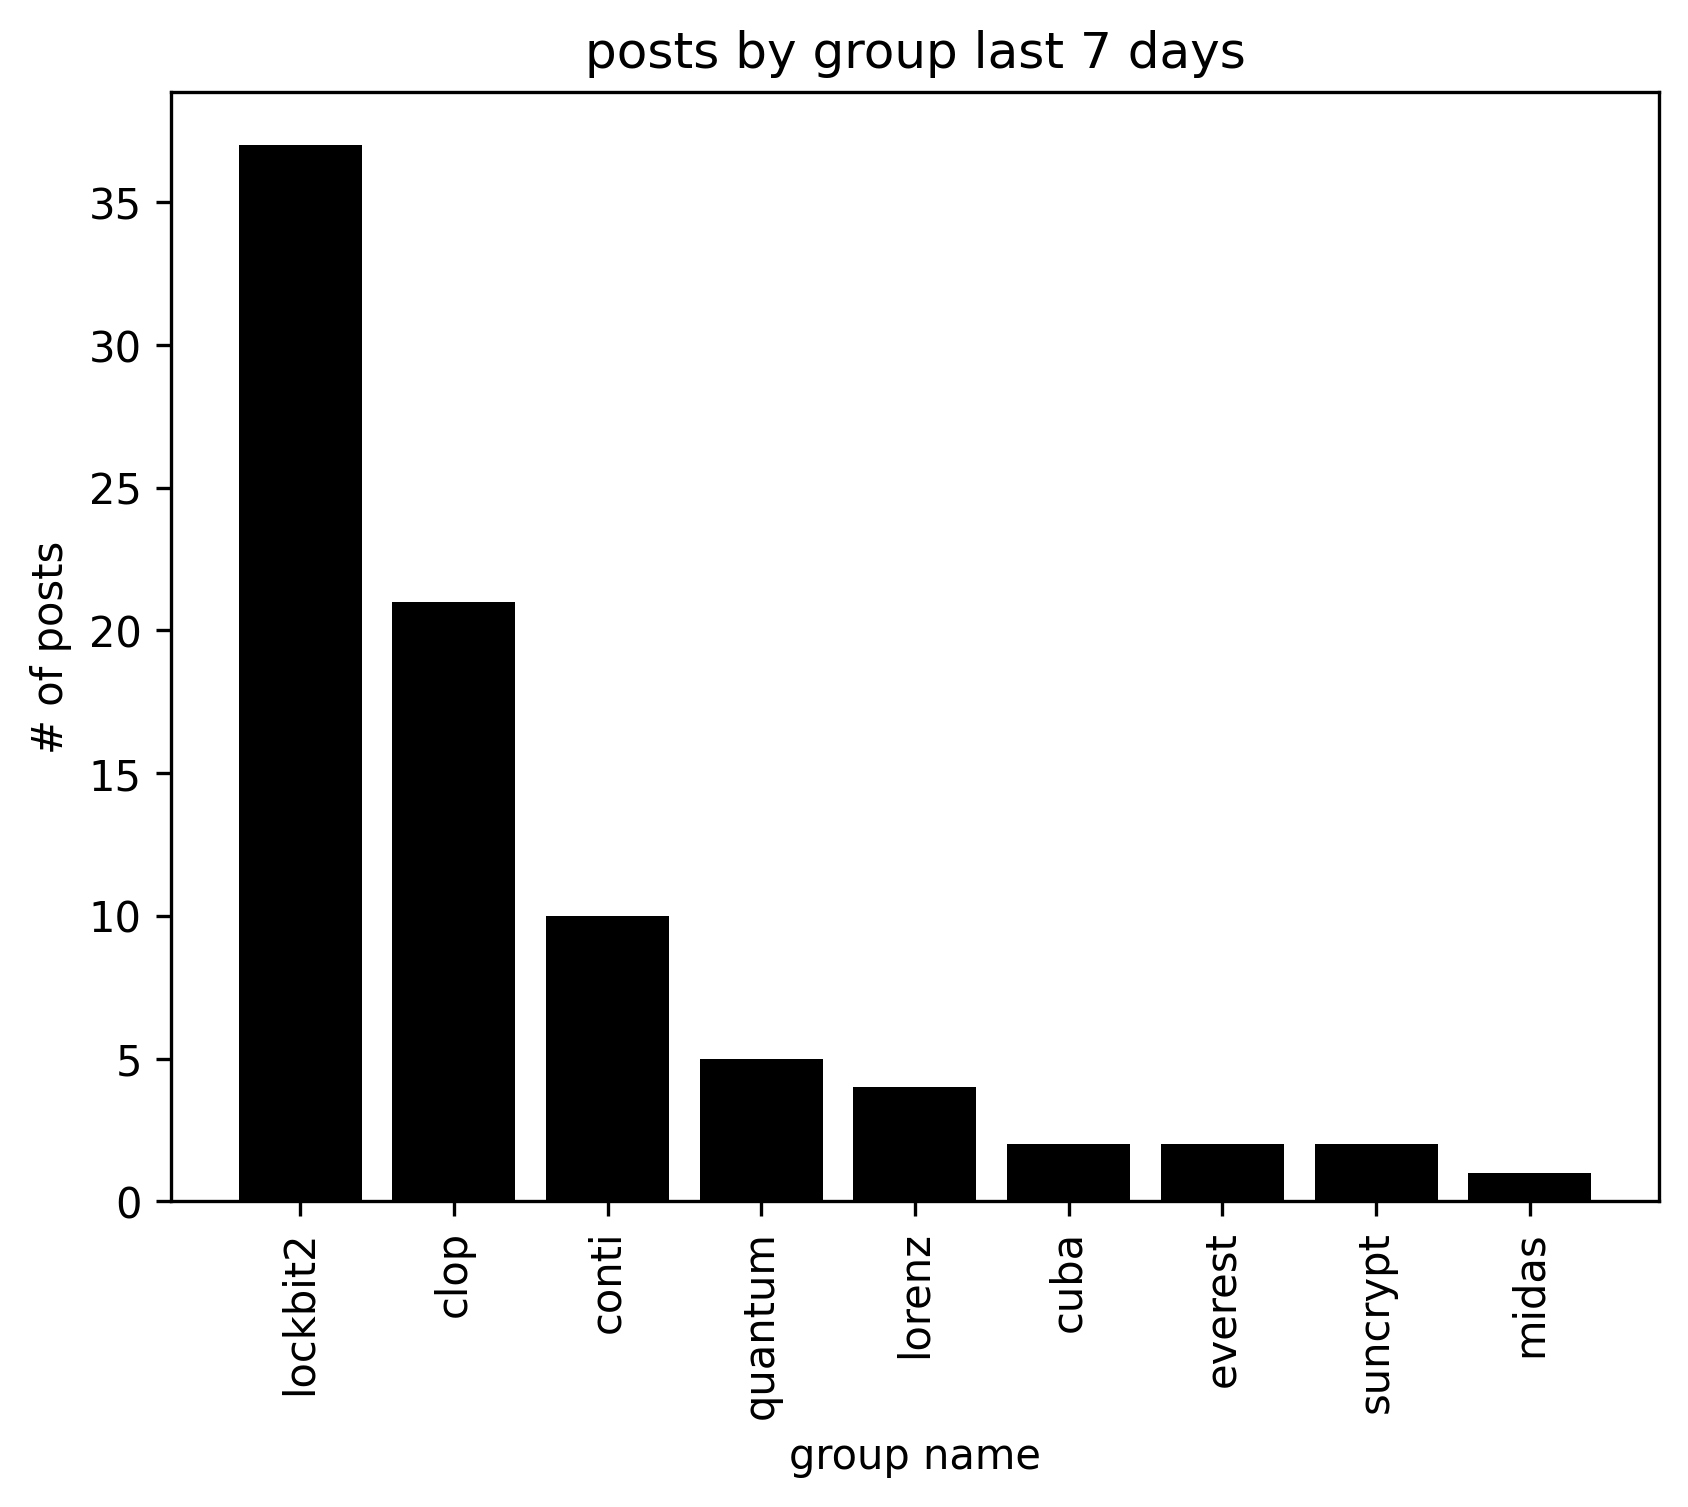 posts by group last 7 days
# of posts
35
30
25
20
15
10
5
0
lockbit2
clop
conti
quantum
lorenz
cuba
everest
suncrypt
midas
group name